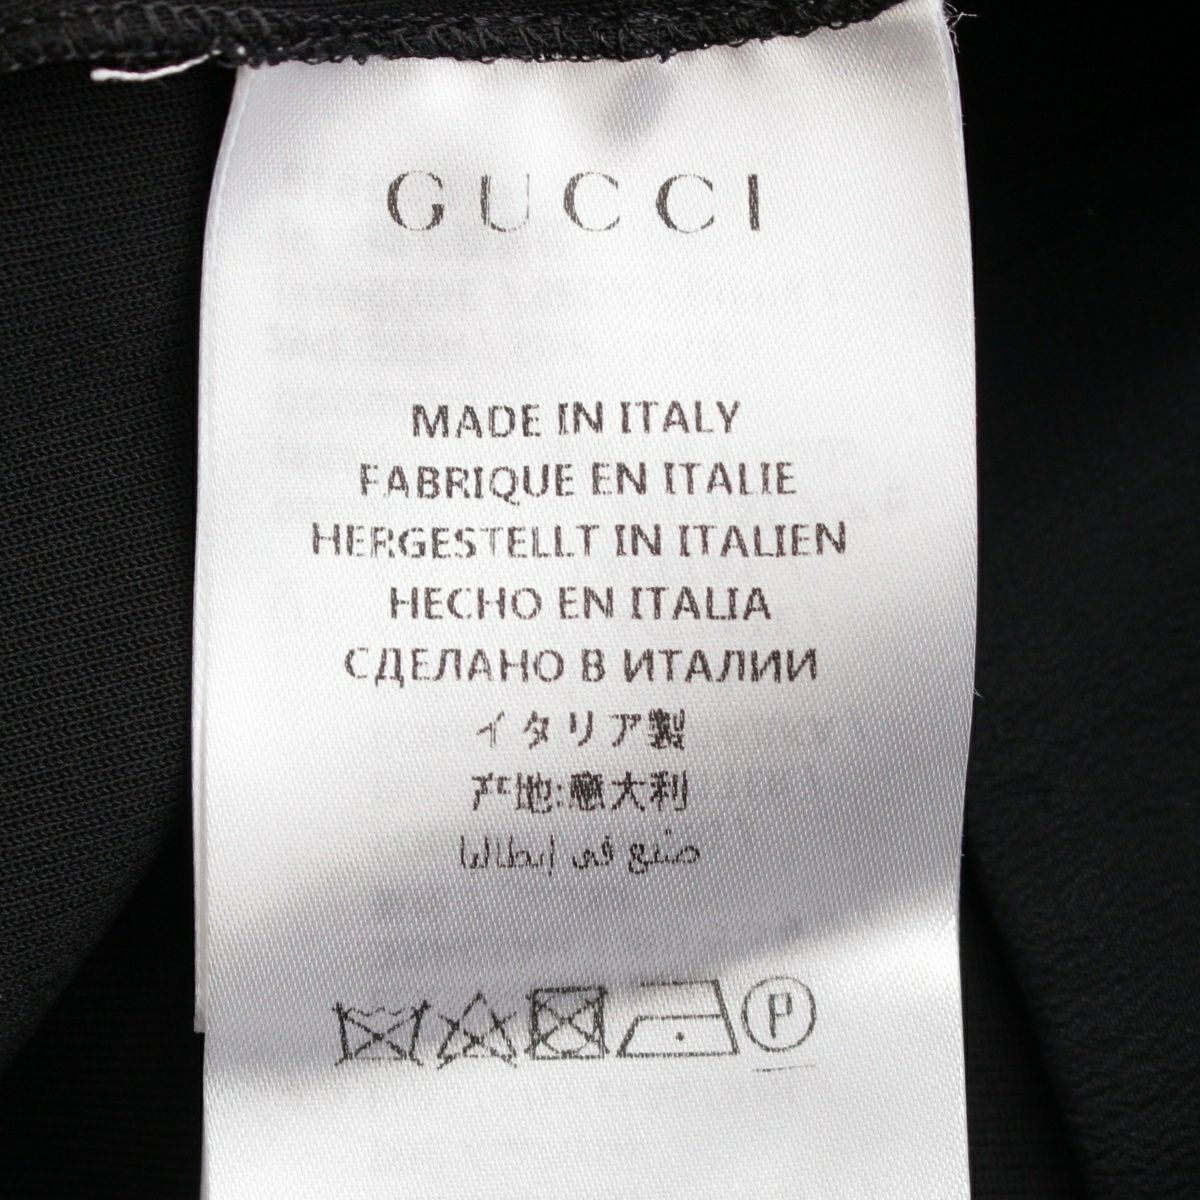 GUCCI
MADE IN ITALY
FABRIQUE EN ITALIE
HERGESTELLT IN ITALIEN
HECHO EN ITALIA
СДЕЛАНО В ИТАЛИИ
イタリア製
产地:意大利
صنع في إيطاليا
P